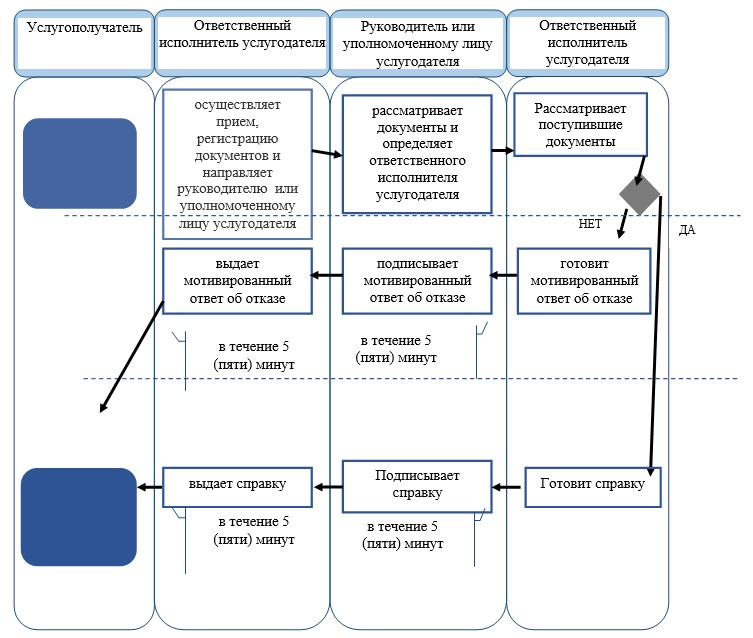 Услугополучатель
Ответственный
исполнитель услугодателя
Руководитель или
уполномоченному лицу
услугодателя
Ответственный
исполнитель
услугодателя
осуществляет
прием,
регистрацию
документов и
направляет
руководителю или
уполномоченному
лицу услугодателя
рассматривает
документы и
определяет
ответственного
исполнителя
услугодателя
Рассматривает
поступившие
документы
НЕТ
ДА
выдает
мотивированный
ответ об отказе
подписывает
мотивированный
ответ об отказе
готовит
мотивированный
ответ об отказе
в течение 5
(пяти) минут
в течение 5
(пяти) минут
выдает справку
Подписывает
справку
Готовит справку
в течение 5
(пяти) минут
в течение 5
(пяти) минут